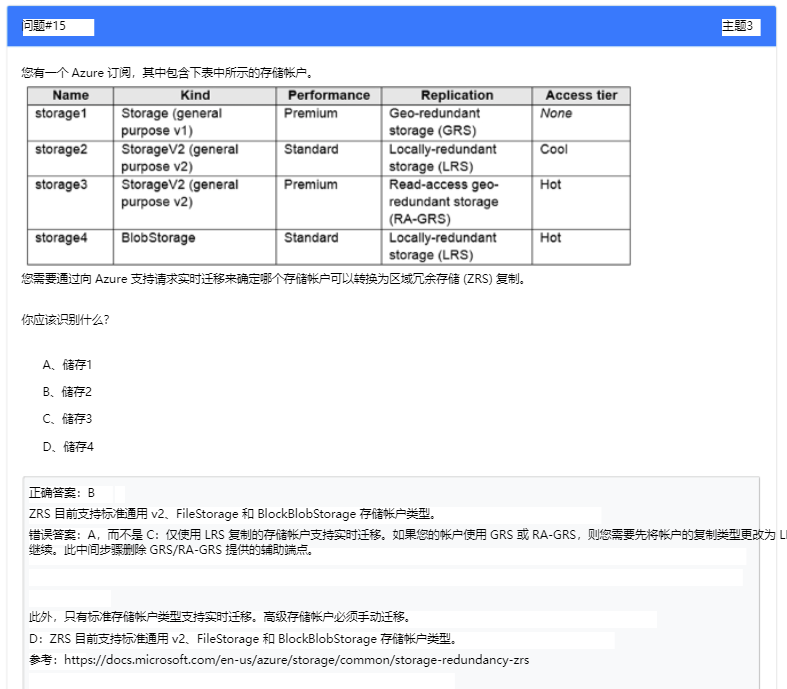 问题#15
主题3
您有一个 Azure 订阅，其中包含下表中所示的存储帐户。
Name Kind Performance Replication Access tier
storage1 Storage (general purpose v1) Premium Geo-redundant storage (GRS) None
storage2 StorageV2 (general purpose v2) Standard Locally-redundant storage (LRS) Cool
storage3 StorageV2 (general purpose v2) Premium Read-access geo-redundant storage (RA-GRS) Hot
storage4 BlobStorage Standard Locally-redundant storage (LRS) Hot
您需要通过向 Azure 支持请求实时迁移来确定哪个存储帐户可以转换为区域冗余存储 (ZRS) 复制。
你应该识别什么？
A、储存1
B、储存2
C、储存3
D、储存4
正确答案：B
ZRS 目前支持标准通用 v2、FileStorage 和 BlockBlobStorage 存储帐户类型。
错误答案：A，而不是 C：仅使用 LRS 复制的存储帐户支持实时迁移。如果您的帐户使用 GRS 或 RA-GRS，则您需要先将帐户的复制类型更改为
继续。此中间步骤删除 GRS/RA-GRS 提供的辅助端点。
此外，只有标准存储帐户类型支持实时迁移。高级存储帐户必须手动迁移。
D：ZRS 目前支持标准通用 v2、FileStorage 和 BlockBlobStorage 存储帐户类型。
参考：https://docs.microsoft.com/en-us/azure/storage/common/storage-redundancy-zrs